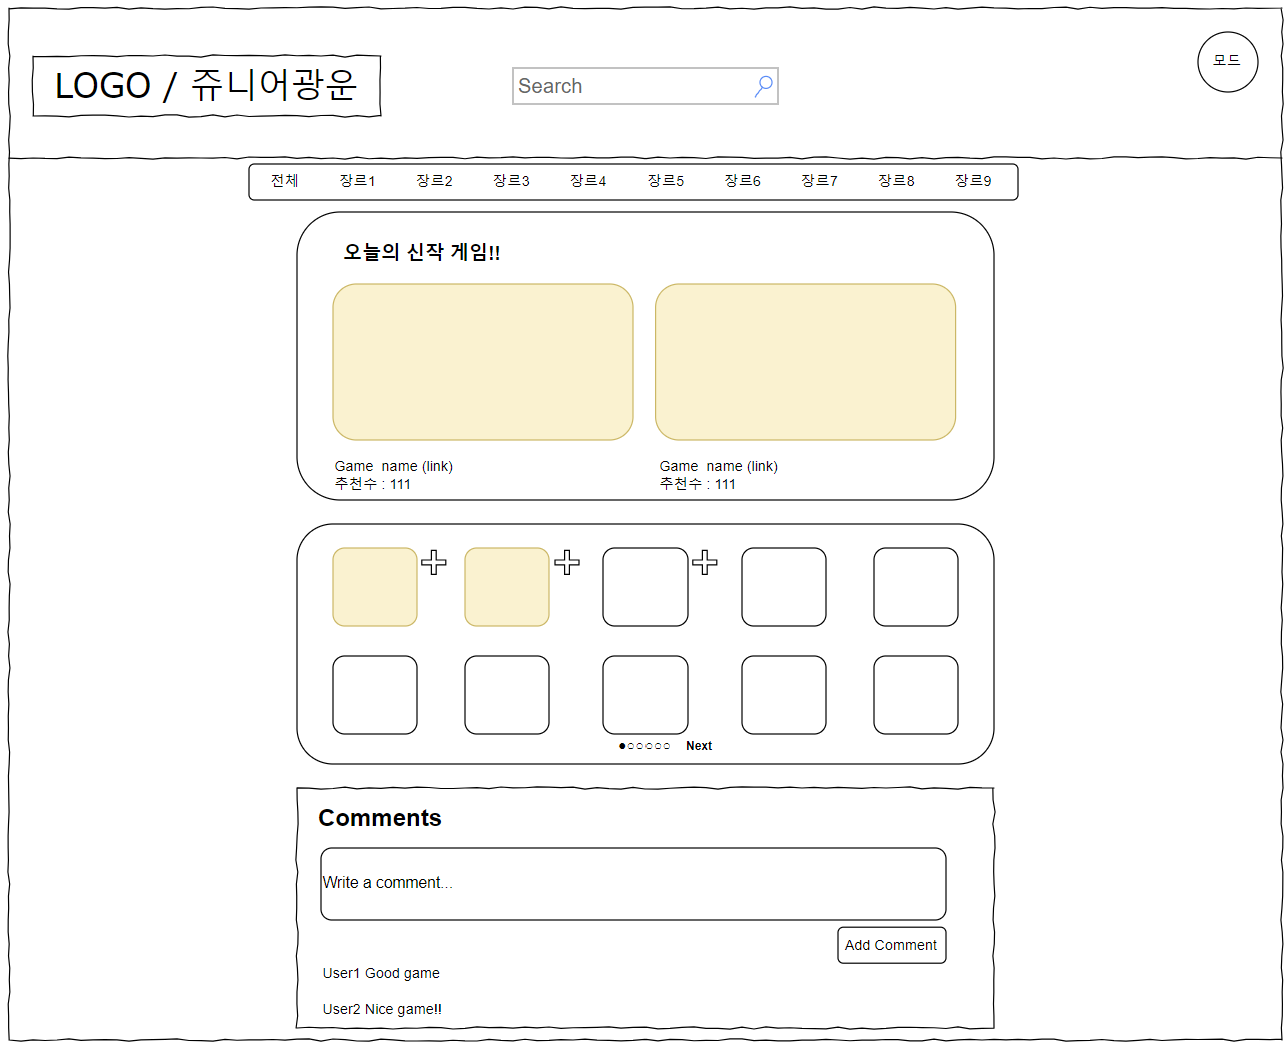 모드
LOGO / 쥬니어광운
Search
전체 장르1 장르2 장르3 장르4 장르5 장르6 장르7 장르8 장르9
오늘의 신작 게임!!
Game  name (link)
추천수 : 111
Game  name (link)
추천수 : 111
Next
Comments
Write a comment...
Add Comment
User1 Good game
User2 Nice game!!